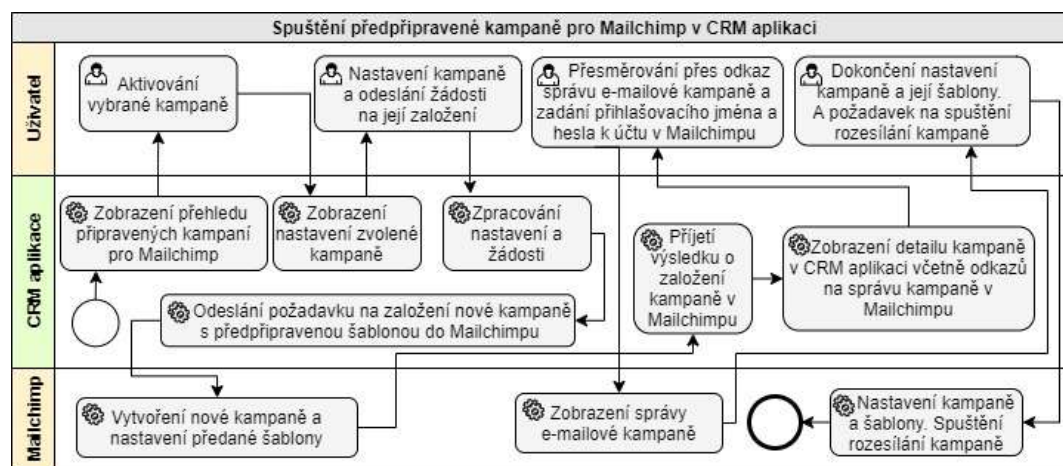 Spuštění předpřipravené kampaně pro Mailchimp v CRM aplikaci
Uživatel
Aktivování
vybrané kampaně
Nastavení kampaně
a odeslání žádosti
na její založení
Přesměrování přes odkaz
správu e-mailové kampaně a
zadání přihlašovacího jména a
hesla k účtu v Mailchimpu
Dokončení nastavení
kampaně a její šablony.
A požadavek na spuštění
rozesílání kampaně
CRM aplikace
Zobrazení přehledu
připravených kampaní
pro Mailchimp
Zobrazení
nastavení zvolené
kampaně
Zpracování
nastavení a
žádosti
Příjetí
výsledku o
založení
kampaně v
Mailchimpu
Zobrazení detailu kampaně
v CRM aplikaci včetně odkazů
na správu kampaně v
Mailchimpu
Odeslání požadavku na založení nové kampaně
s předpřipravenou šablonou do Mailchimpu
Mailchimp
Vytvoření nové kampaně a
nastavení předané šablony
Zobrazení správy
e-mailové kampaně
Nastavení kampaně
a šablony. Spuštění
rozesílání kampaně